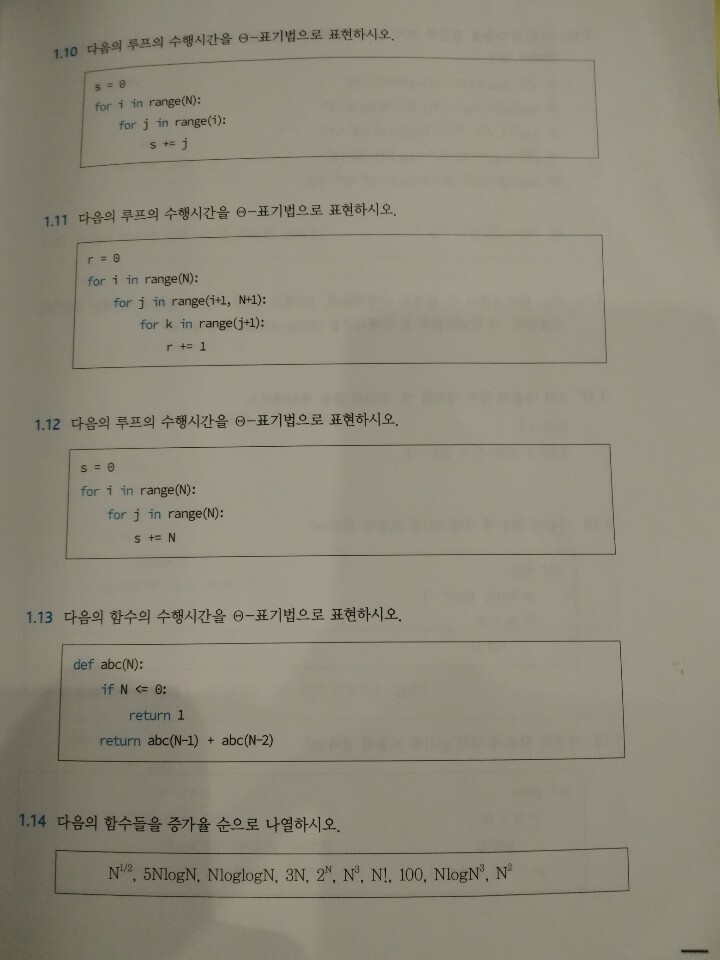 1.10 다음의 루프의 수행시간을 Θ-표기법으로 표현하시오.
s = 0
for i in range(N):
    for j in range(i):
        s += j
1.11 다음의 루프의 수행시간을 Θ-표기법으로 표현하시오.
r = 0
for i in range(N):
    for j in range(i+1, N+1):
        for k in range(j+1):
            r += 1
1.12 다음의 루프의 수행시간을 Θ-표기법으로 표현하시오.
s = 0
for i in range(N):
    for j in range(N):
        s += N
1.13 다음의 함수의 수행시간을 Θ-표기법으로 표현하시오.
def abc(N):
    if N <= 0:
        return 1
    return abc(N-1) + abc(N-2)
1.14 다음의 함수들을 증가율 순으로 나열하시오.
N^1/2, 5NlogN, NloglogN, 3N, 2^N, N³, N!, 100, NlogN³, N²